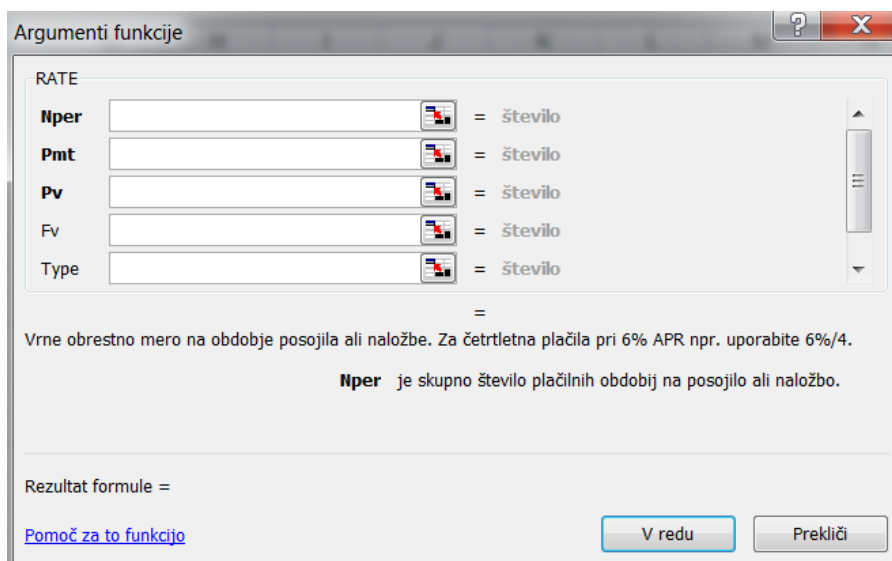 Argumenti funkcije
RATE
Nper = število
Pmt = število
Pv = število
Fv = število
Type = število
=
Vrne obrestno mero na obdobje posojila ali naložbe. Za četrtletna plačila pri 6% APR npr. uporabite 6%/4.
Nper je skupno število plačilnih obdobij na posojilo ali naložbo.
Rezultat formule =
Pomoč za to funkcijo
V redu Prekliči